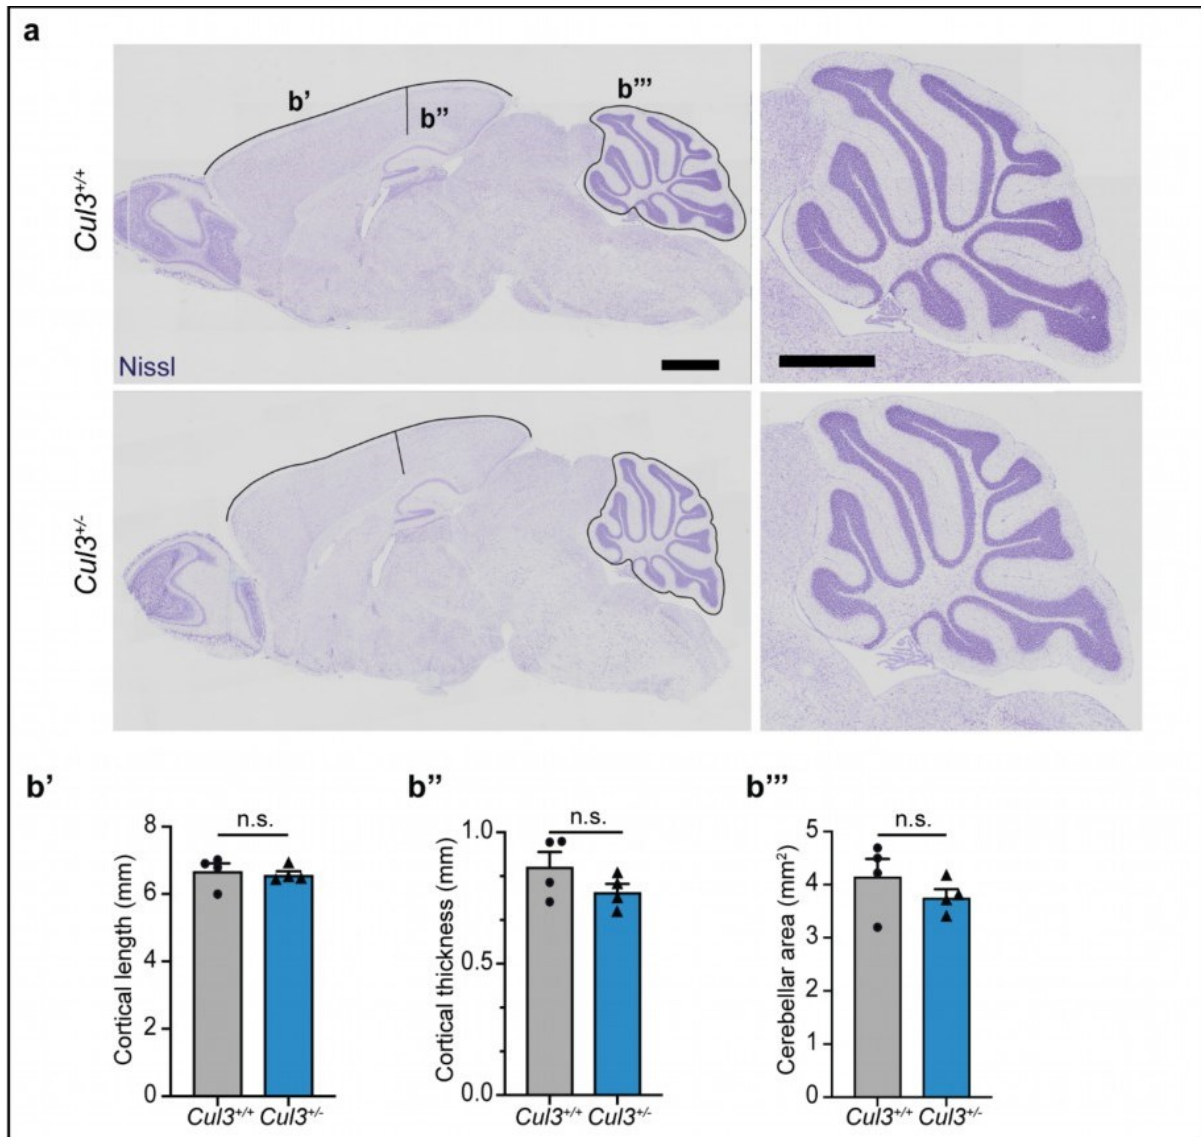 a
b’
b’’
b’’’
Cul3+/+
Nissl
Cul3+/-
b’
b’’
b’’’
n.s.
n.s.
n.s.
8
6
4
2
0
Cortical length (mm)
Cul3+/+ Cul3+/-
1.0
0.5
0.0
Cortical thickness (mm)
Cul3+/+ Cul3+/-
5
4
3
2
1
0
Cerebellar area (mm²)
Cul3+/+ Cul3+/-